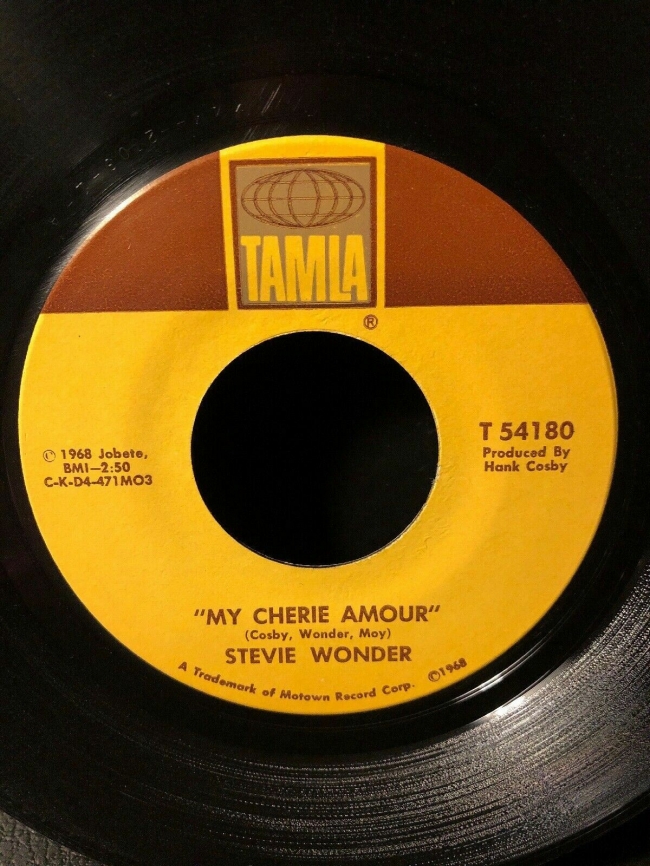 TAMLA
®
℗ 1968 Jobete,
BMI—2:50
C-K-D4-471MO3
T 54180
Produced By
Hank Cosby
"MY CHERIE AMOUR"
(Cosby, Wonder, Moy)
STEVIE WONDER
A Trademark of Motown Record Corp. ©1968